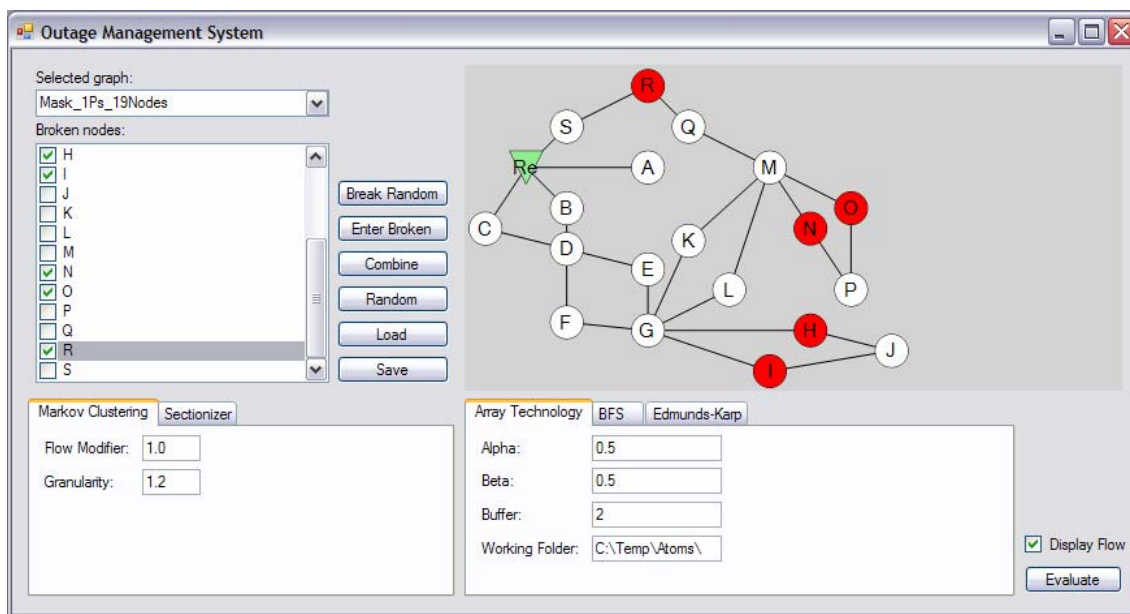 Outage Management System
Selected graph:
Mask_1Ps_19Nodes
Broken nodes:
H
I
J
K
L
M
N
O
P
Q
R
S
Break Random
Enter Broken
Combine
Random
Load
Save
R
S
Q
Re
A
M
B
O
C
N
D
K
E
L
P
F
G
H
J
I
Markov Clustering Sectionizer
Flow Modifier: 1.0
Granularity: 1.2
Array Technology BFS Edmunds-Karp
Alpha: 0.5
Beta: 0.5
Buffer: 2
Working Folder: C:\Temp\Atoms\
Display Flow
Evaluate